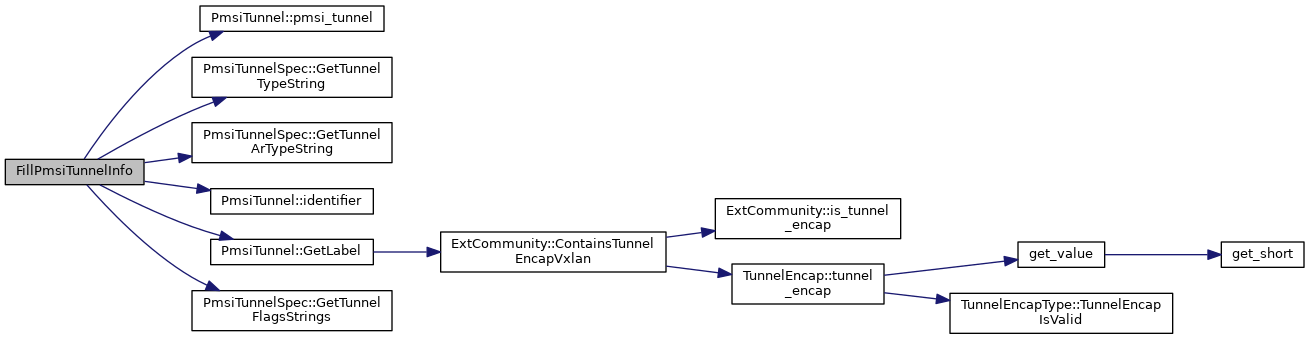 FillPmsiTunnelInfo
PmsiTunnel::pmsi_tunnel
PmsiTunnelSpec::GetTunnel
TypeString
PmsiTunnelSpec::GetTunnel
ArTypeString
PmsiTunnel::identifier
PmsiTunnel::GetLabel
PmsiTunnelSpec::GetTunnel
FlagsStrings
ExtCommunity::ContainsTunnel
EncapVxlan
ExtCommunity::is_tunnel
_encap
TunnelEncap::tunnel
_encap
get_value
TunnelEncapType::TunnelEncap
IsValid
get_short